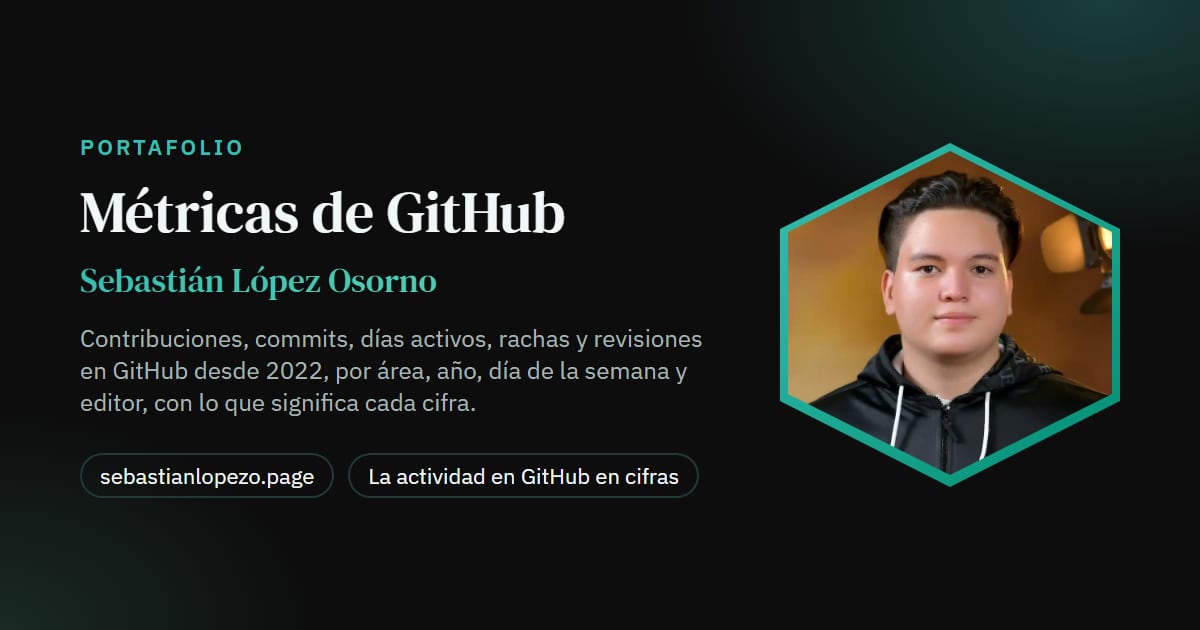 PORTAFOLIO
Métricas de GitHub
Sebastián López Osorno
Contribuciones, commits, días activos, rachas y revisiones
en GitHub desde 2022, por área, año, día de la semana y
editor, con lo que significa cada cifra.
sebastianlopezo.page
La actividad en GitHub en cifras